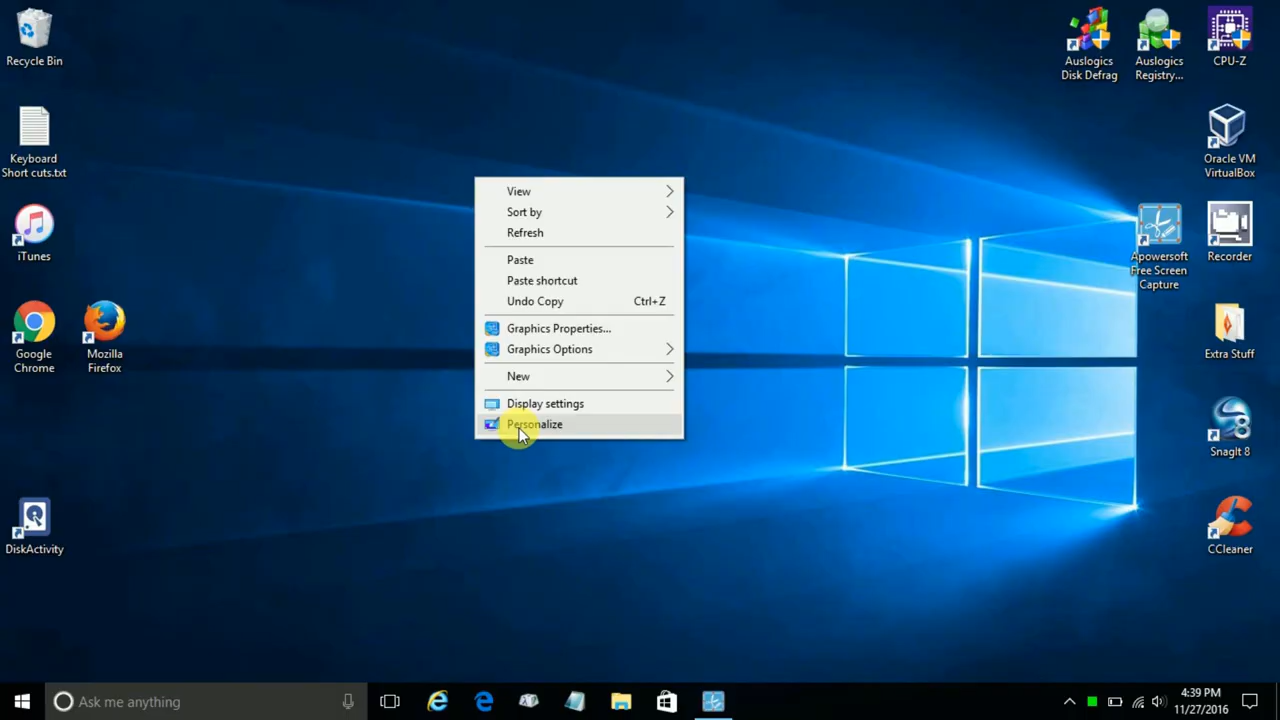 Recycle Bin
Keyboard
Short cuts.txt
iTunes
Google
Chrome
Mozilla
Firefox
DiskActivity
View
Sort by
Refresh
Paste
Paste shortcut
Undo Copy Ctrl+Z
Graphics Properties...
Graphics Options
New
Display settings
Personalize
Auslogics
Disk Defrag
Auslogics
Registry...
CPU-Z
Oracle VM
VirtualBox
Apowersoft
Free Screen
Capture
Recorder
Extra Stuff
SnagIt 8
CCleaner
Ask me anything
4:39 PM
11/27/2016